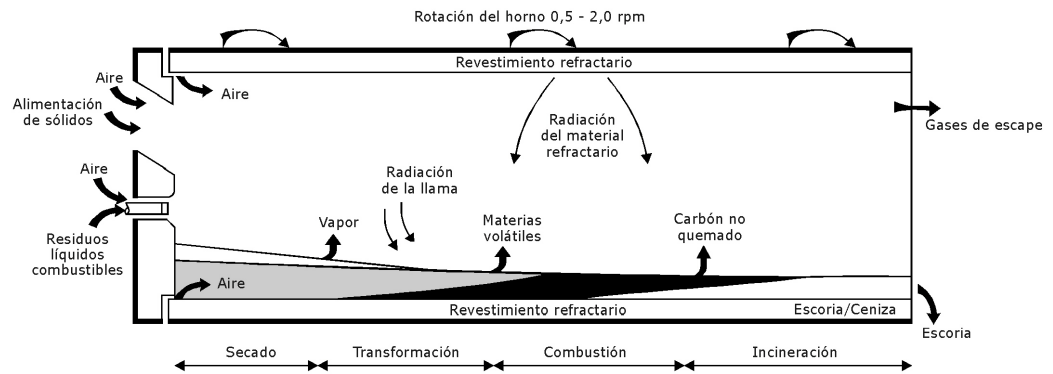 Rotación del horno 0,5 - 2,0 rpm
Revestimiento refractario
Aire
Aire
Alimentación
de sólidos
Radiación
del material
refractario
Gases de escape
Aire
Radiación
de la llama
Residuos
líquidos
combustibles
Vapor
Materias
volátiles
Carbón no
quemado
Aire
Revestimiento refractario
Escoria/Ceniza
Escoria
Secado
Transformación
Combustión
Incineración